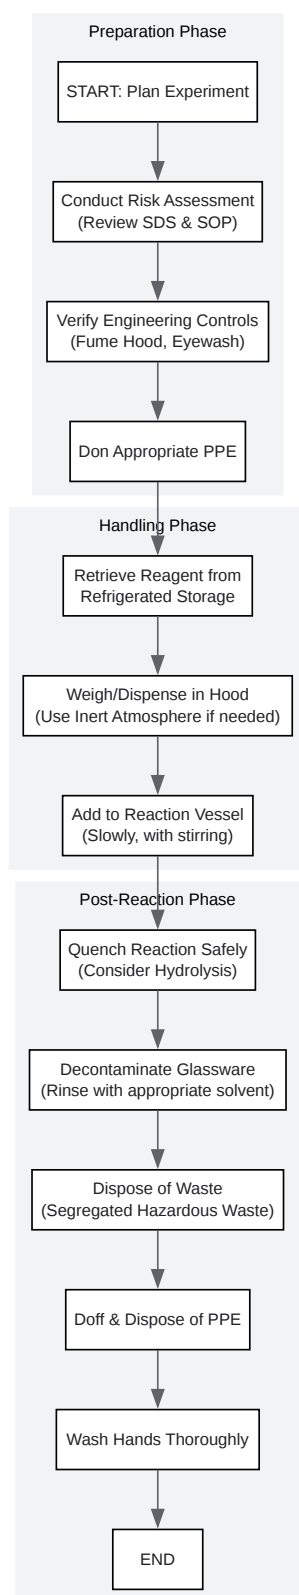 Preparation Phase
START: Plan Experiment
Conduct Risk Assessment
(Review SDS & SOP)
Verify Engineering Controls
(Fume Hood, Eyewash)
Don Appropriate PPE
Handling Phase
Retrieve Reagent from
Refrigerated Storage
Weigh/Dispense in Hood
(Use Inert Atmosphere if needed)
Add to Reaction Vessel
(Slowly, with stirring)
Post-Reaction Phase
Quench Reaction Safely
(Consider Hydrolysis)
Decontaminate Glassware
(Rinse with appropriate solvent)
Dispose of Waste
(Segregated Hazardous Waste)
Doff & Dispose of PPE
Wash Hands Thoroughly
END